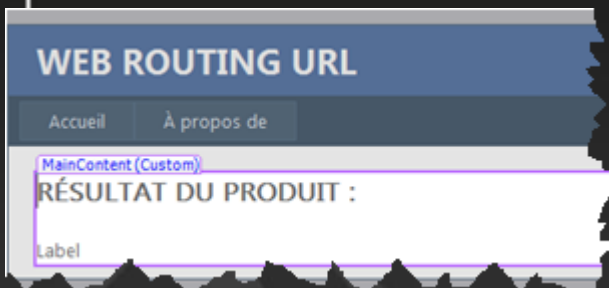 WEB ROUTING URL
Accueil À propos de
MainContent (Custom)
RÉSULTAT DU PRODUIT :
Label